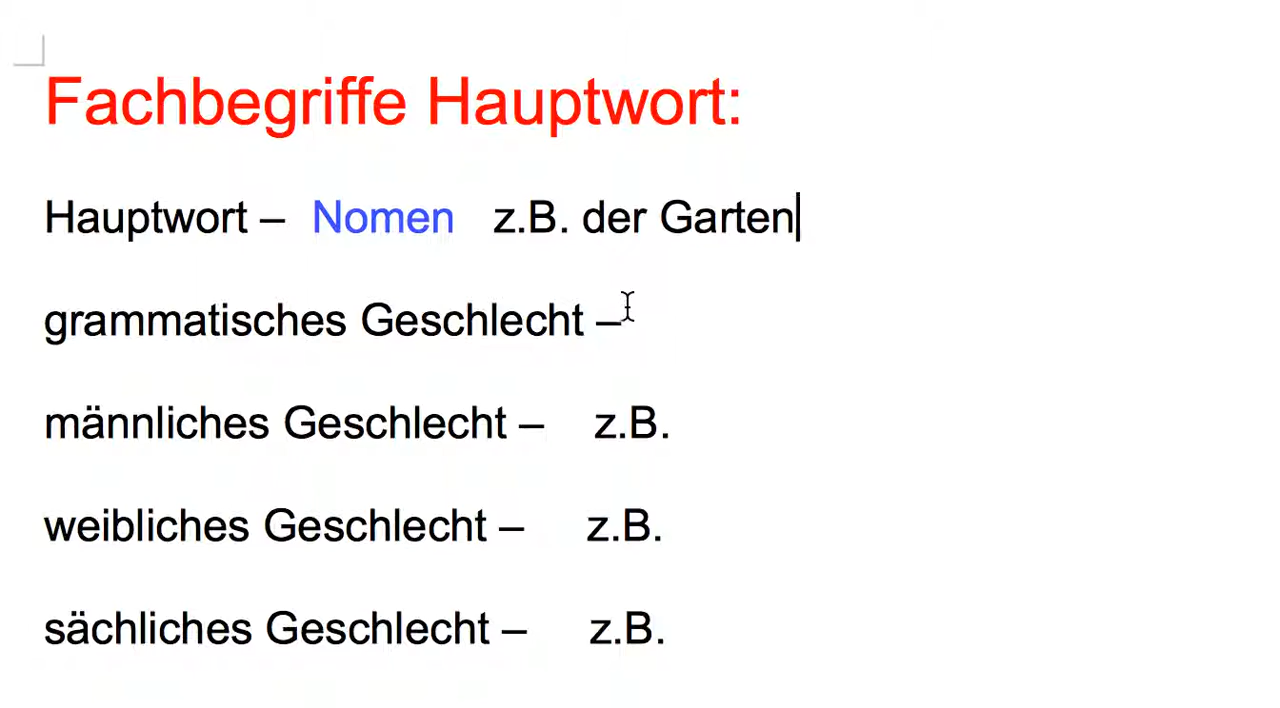 Fachbegriffe Hauptwort:
Hauptwort – Nomen z.B. der Garten
grammatisches Geschlecht –
männliches Geschlecht – z.B.
weibliches Geschlecht – z.B.
sächliches Geschlecht – z.B.